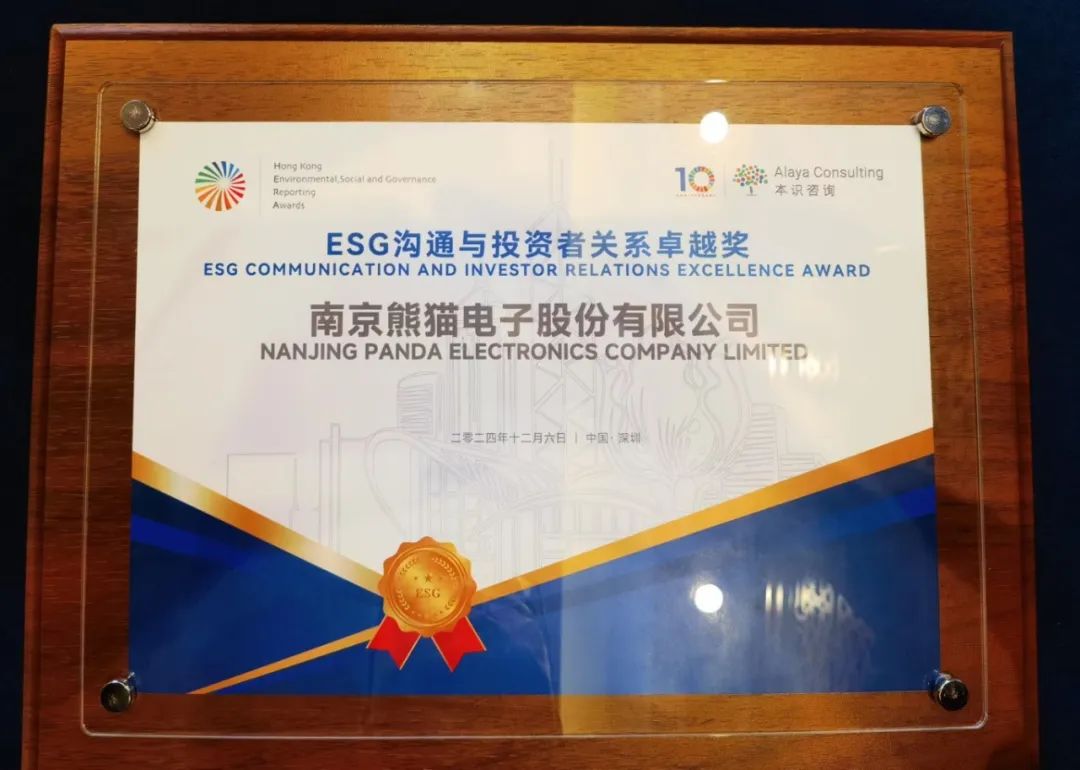 Hong Kong
Environmental, Social and Governance
Reporting
Awards
10
ANNIVERSARY
Alaya Consulting
本识咨询
ESG沟通与投资者关系卓越奖
ESG COMMUNICATION AND INVESTOR RELATIONS EXCELLENCE AWARD
南京熊猫电子股份有限公司
NANJING PANDA ELECTRONICS COMPANY LIMITED
二零二四年十二月六日 | 中国·深圳
ESG